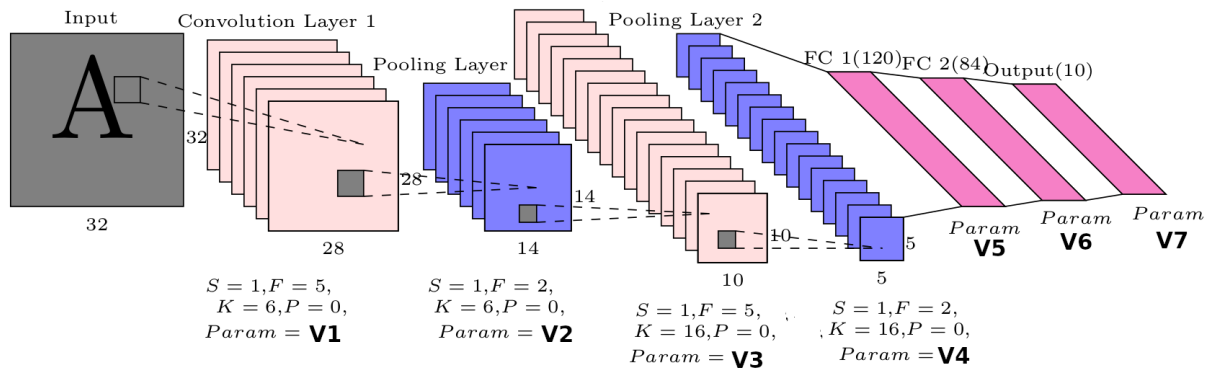 Input
Convolution Layer 1
Pooling Layer 2
Pooling Layer
FC 1(120)
FC 2(84)
Output(10)
A
32
32
28
28
14
14
10
10
5
5
S = 1,F = 5,
K = 6,P = 0,
Param = V1
S = 1,F = 2,
K = 6,P = 0,
Param = V2
S = 1,F = 5,
K = 16,P = 0,
Param = V3
S = 1,F = 2,
K = 16,P = 0,
Param = V4
Param
V5
Param
V6
Param
V7